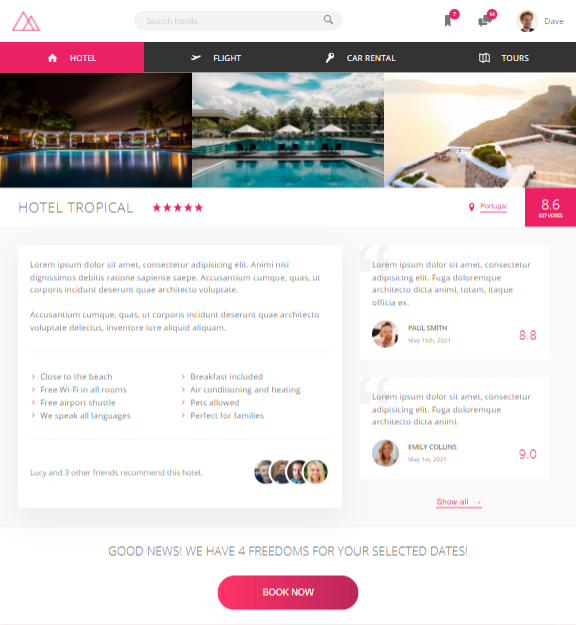 Search hotels
7
14
Dave
HOTEL
FLIGHT
CAR RENTAL
TOURS
HOTEL TROPICAL
Portugal
8.6
807 VOTES
Lorem ipsum dolor sit amet, consectetur adipisicing elit. Animi nisi
dignissimos debitis ratione sapiente saepe. Accusantium cumque, quas, ut
corporis incidunt deserunt quae architecto voluptate.
Accusantium cumque, quas, ut corporis incidunt deserunt quae architecto
voluptate delectus, inventore iure aliquid aliquam.
Close to the beach
Free Wi-Fi in all rooms
Free airport shuttle
We speak all languages
Breakfast included
Air conditioning and heating
Pets allowed
Perfect for families
Lucy and 3 other friends recommend this hotel.
Lorem ipsum dolor sit amet, consectetur
adipisicing elit. Fuga doloremque
architecto dicta animi, totam, itaque
officia ex.
PAUL SMITH
May 16th, 2021
8.8
Lorem ipsum dolor sit amet, consectetur
adipisicing elit. Fuga doloremque
architecto dicta animi.
EMILY COLLINS
May 1st, 2021
9.0
Show all →
GOOD NEWS! WE HAVE 4 FREEDOMS FOR YOUR SELECTED DATES!
BOOK NOW